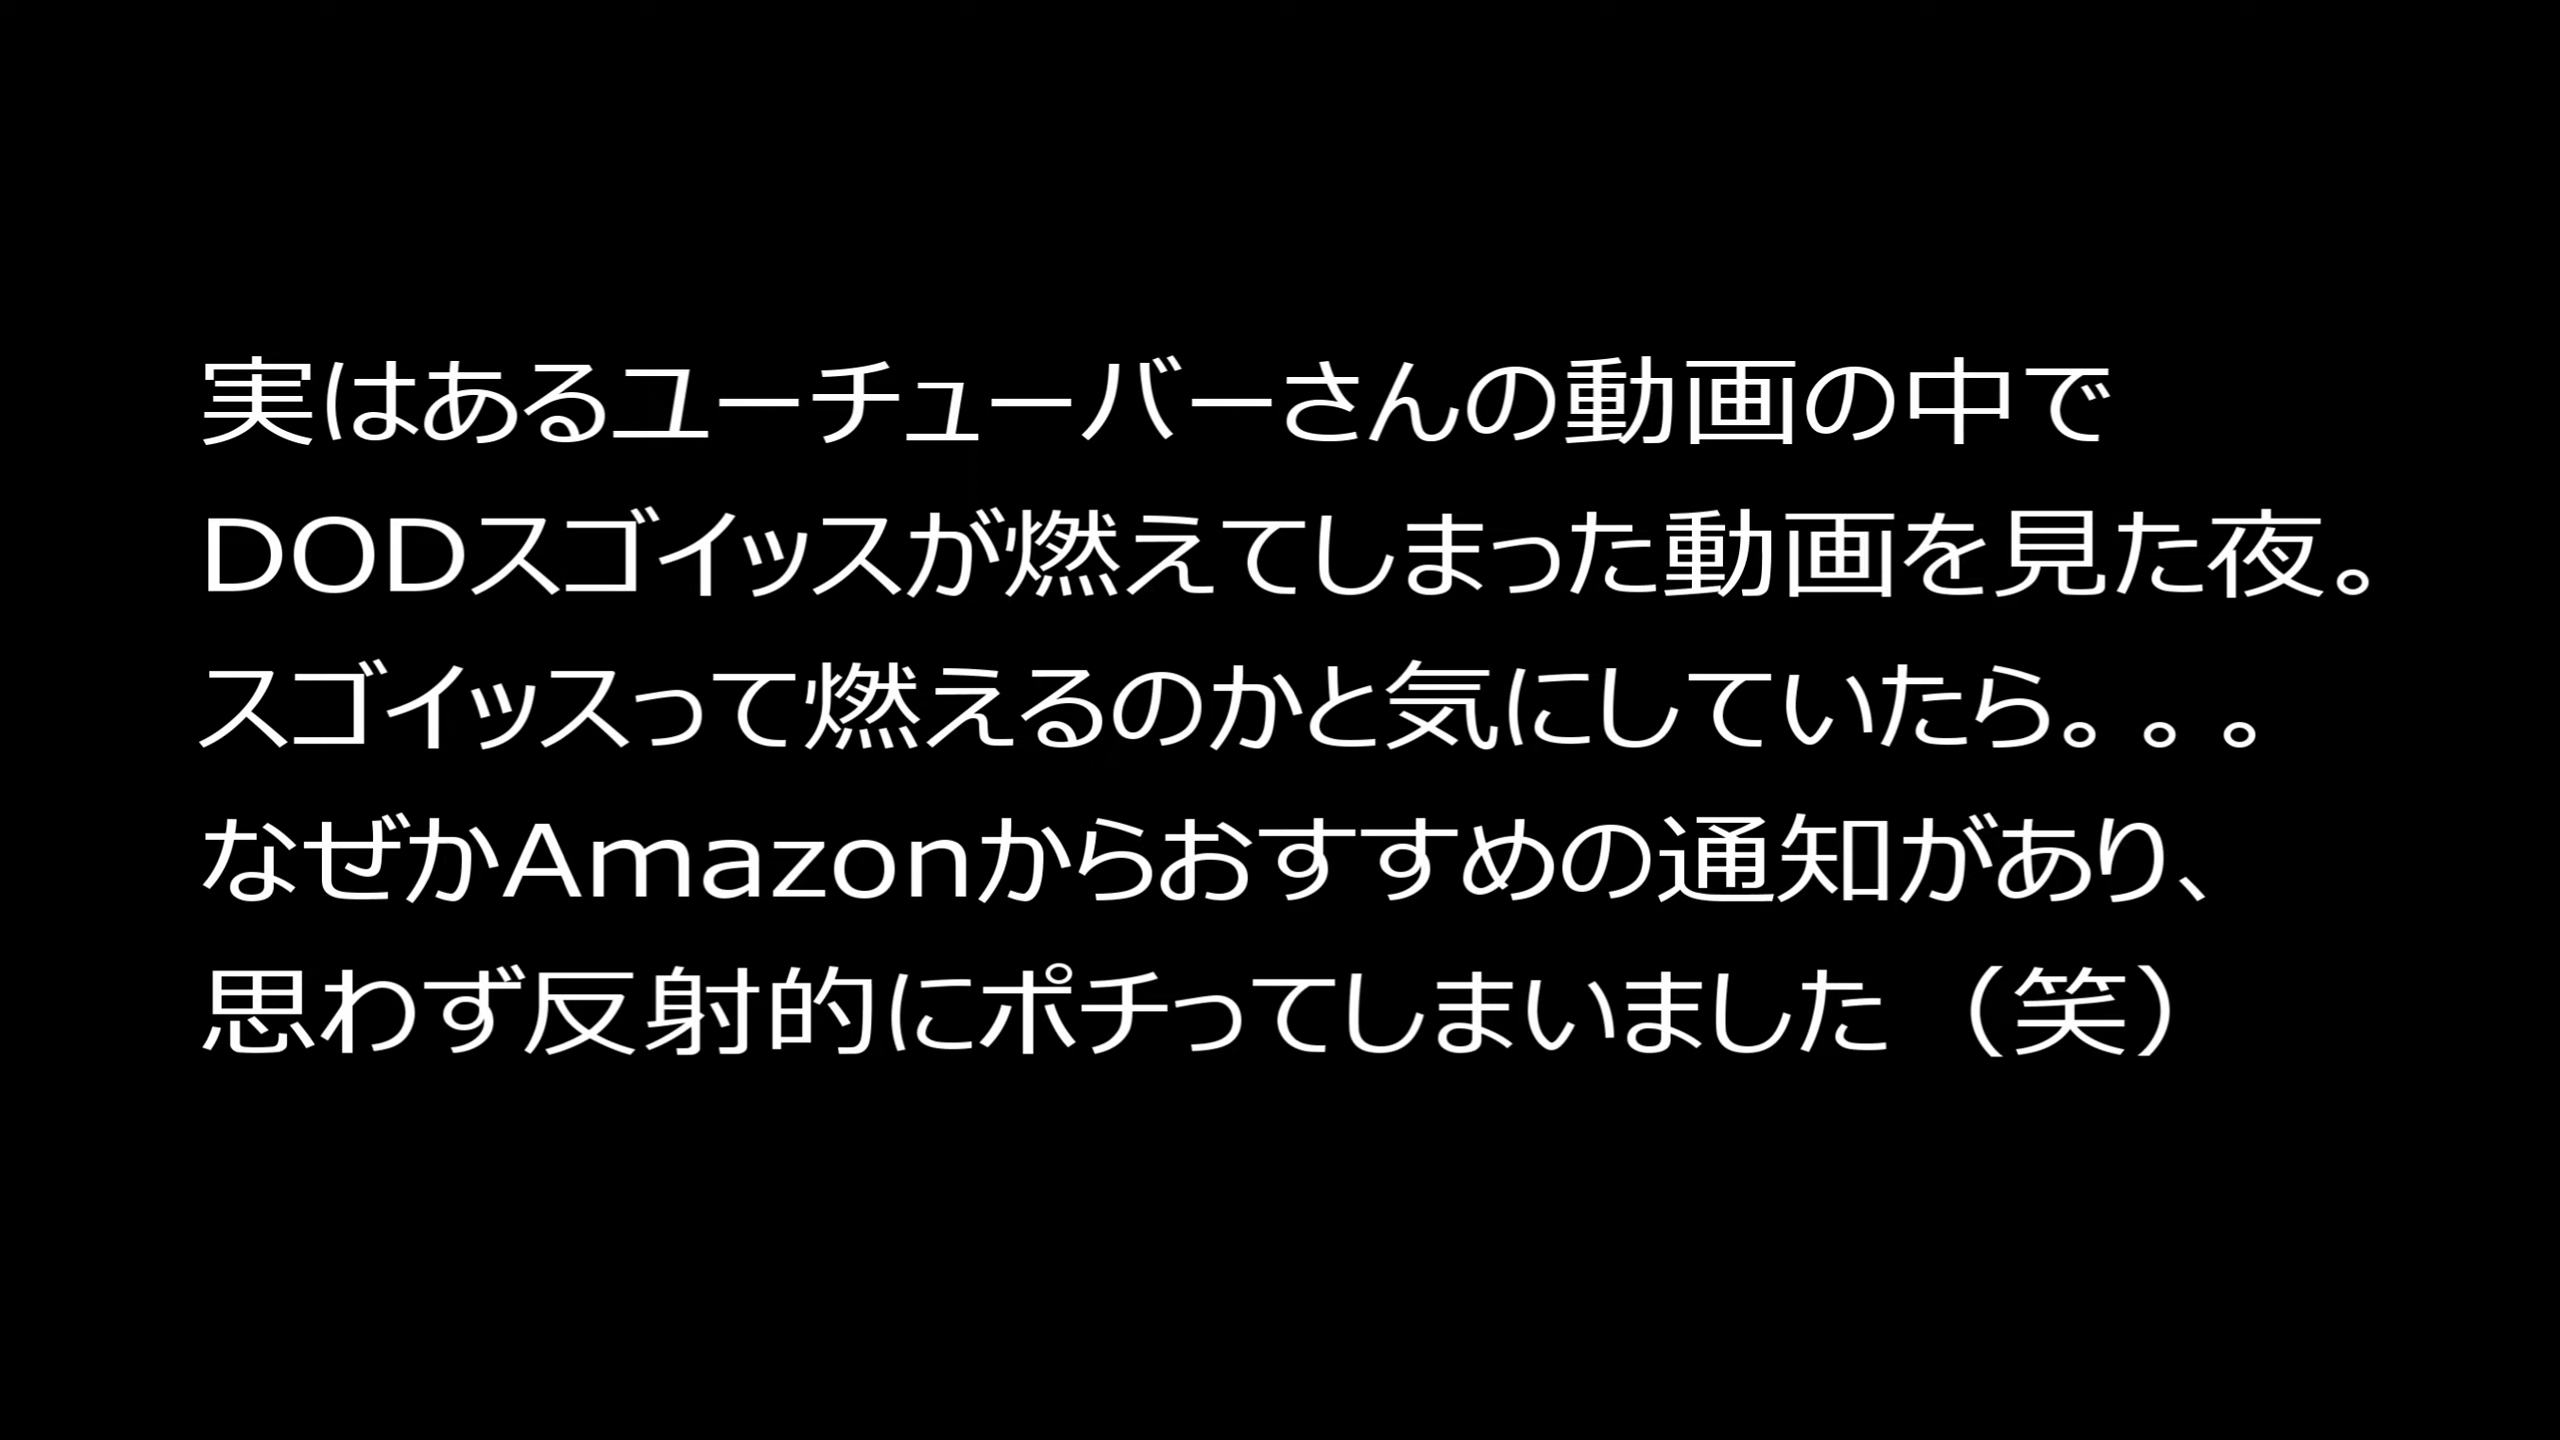 実はあるユーチューバーさんの動画の中で
DODスゴイッスが燃えてしまった動画を見た夜。
スゴイッスって燃えるのかと気にしていたら。。。
なぜかAmazonからおすすめの通知があり、
思わず反射的にポチってしまいました（笑）